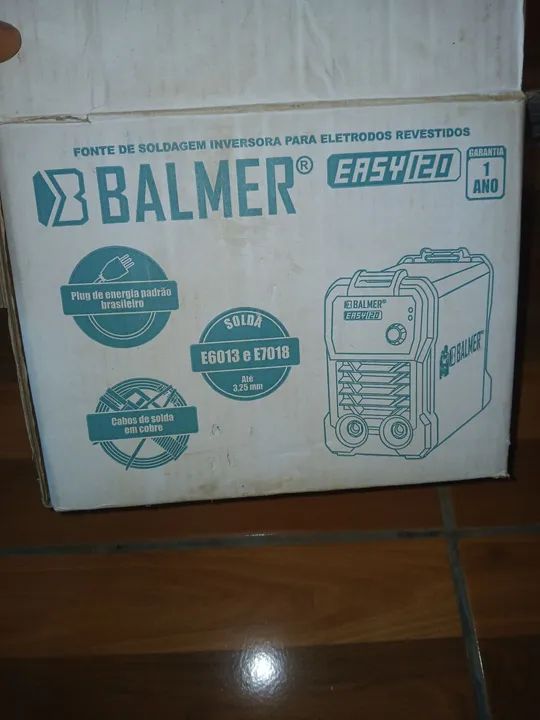 FONTE DE SOLDAGEM INVERSORA PARA ELETRODOS REVESTIDOS
BALMER®
EASY120
GARANTIA
1
ANO
Plug de energia padrão
brasileiro
SOLDA
E6013 e E7018
Até
3,25 mm
Cabos de solda
em cobre
BALMER®
EASY120
BALMER®